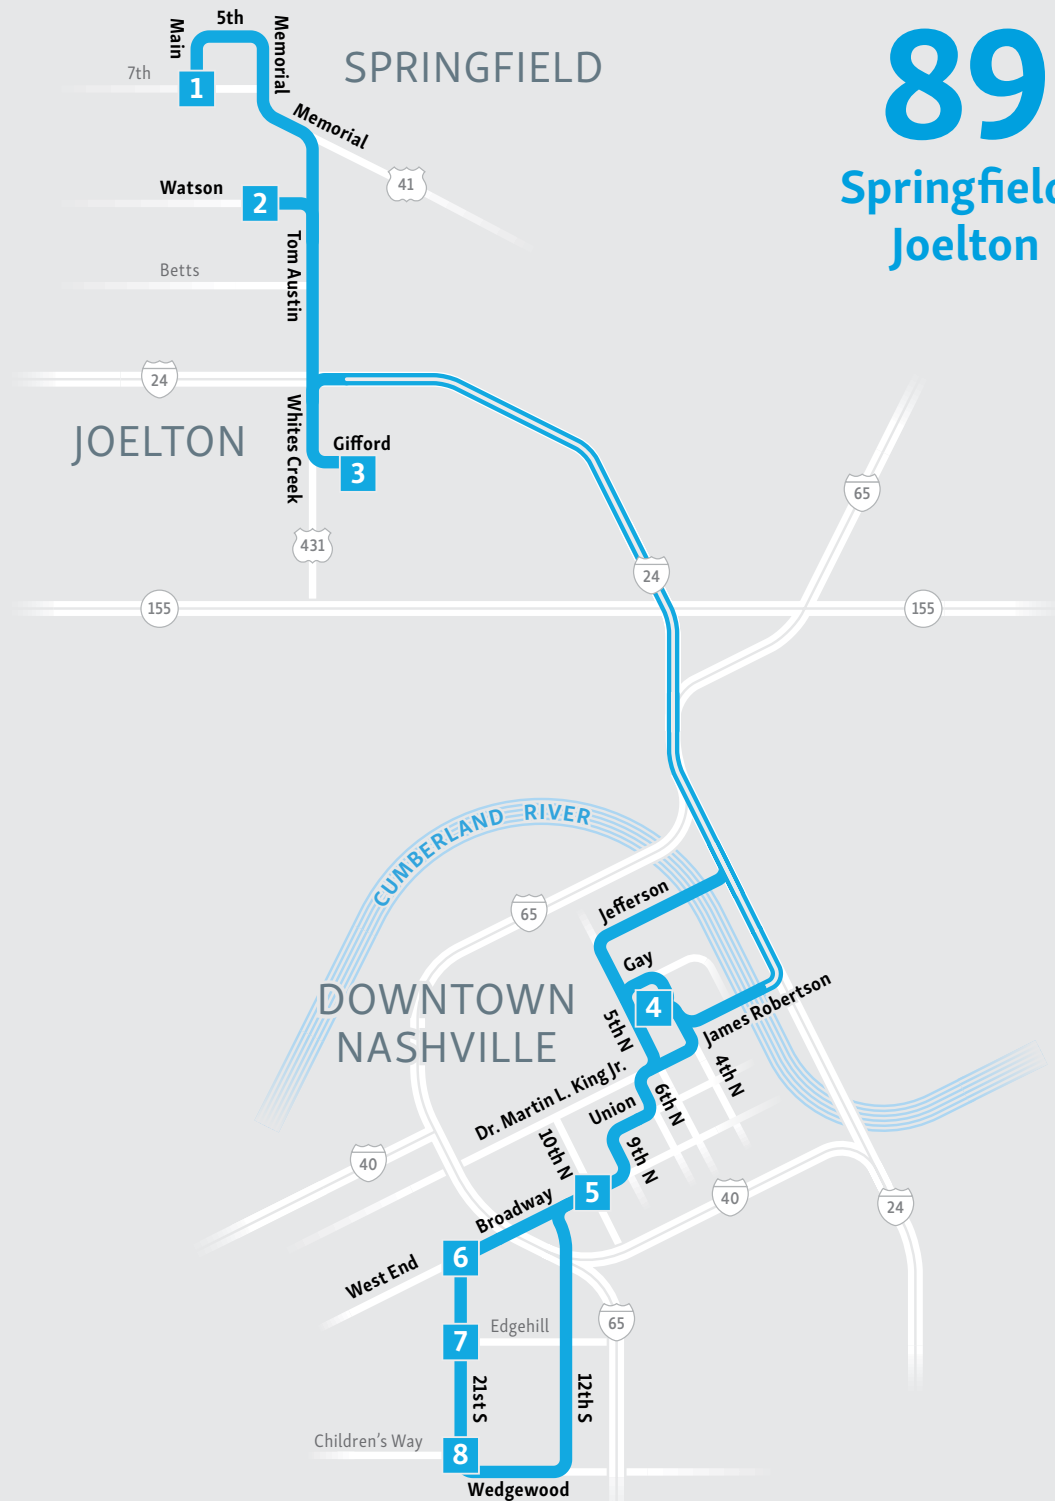 5th
Main
Memorial
SPRINGFIELD
89
7th
1
Memorial
41
Springfield
Joelton
Watson
2
Tom Austin
Betts
24
Whites Creek
JOELTON
Gifford
3
65
431
24
155
155
CUMBERLAND RIVER
Jefferson
65
Gay
DOWNTOWN
NASHVILLE
4
James Robertson
5th N
4th N
Dr. Martin L. King Jr.
Union
6th N
10th N
9th N
40
5
40
24
Broadway
6
West End
65
7
Edgehill
21st S
12th S
Children's Way
8
Wedgewood